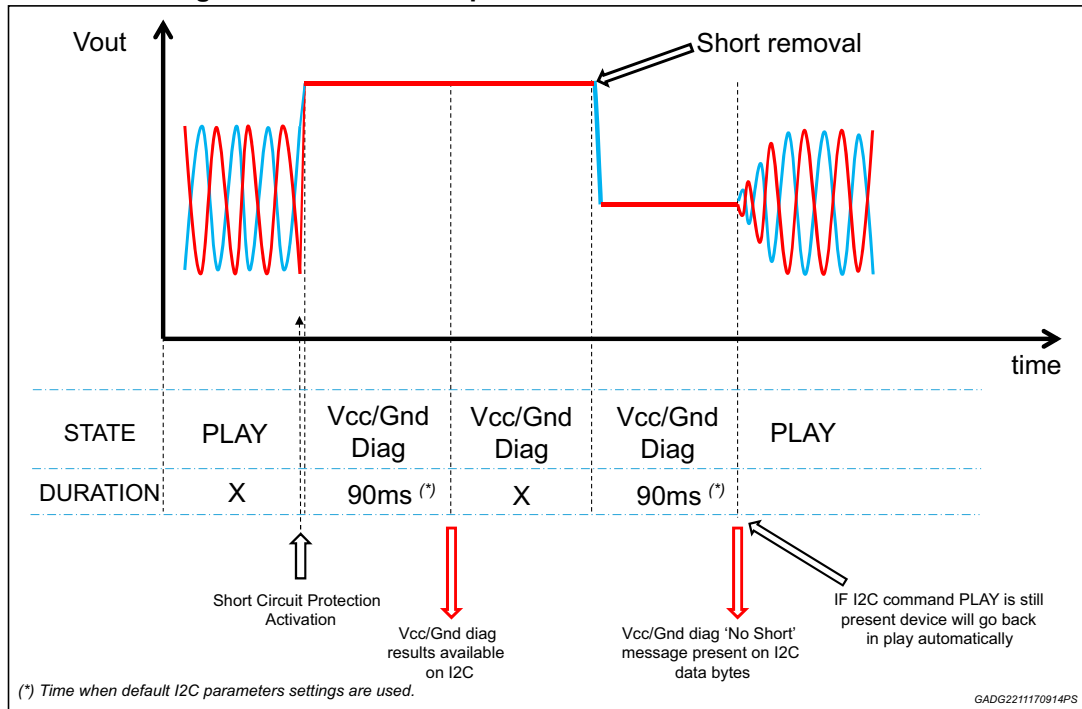 Vout
Short removal
time
STATE
PLAY
Vcc/Gnd
Diag
Vcc/Gnd
Diag
Vcc/Gnd
Diag
PLAY
DURATION
X
90ms (*)
X
90ms (*)
Short Circuit Protection
Activation
Vcc/Gnd diag
results available
on I2C
Vcc/Gnd diag ‘No Short’
message present on I2C
data bytes
IF I2C command PLAY is still
present device will go back
in play automatically
(*) Time when default I2C parameters settings are used.
GADG2211170914PS